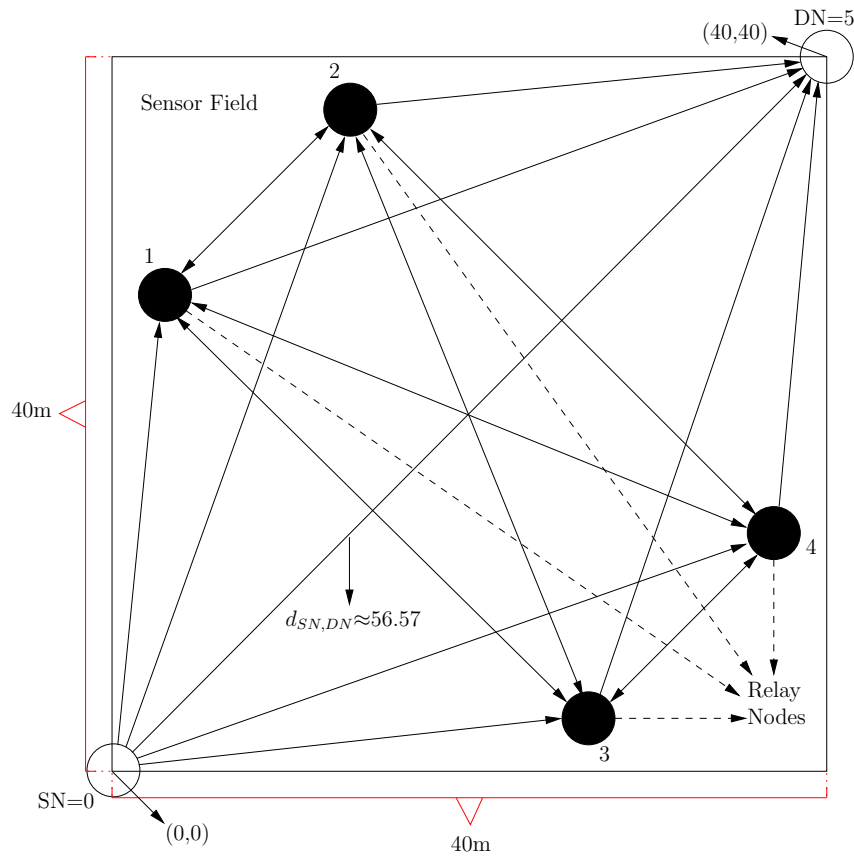 DN=5
(40,40)
2
Sensor Field
1
40m
4
d_{SN,DN}≈56.57
Relay
Nodes
3
SN=0
(0,0)
40m